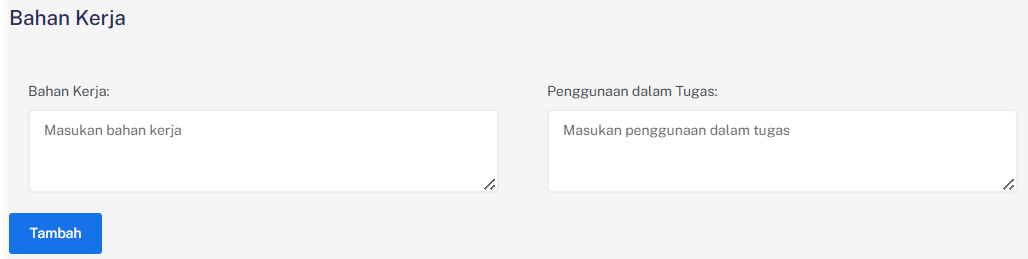 Bahan Kerja
Bahan Kerja:
Penggunaan dalam Tugas:
Masukan bahan kerja
Masukan penggunaan dalam tugas
Tambah